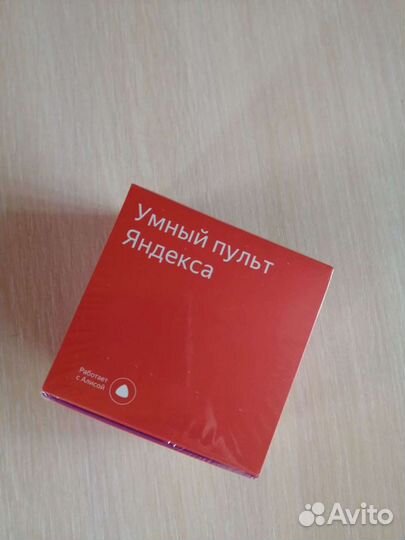 Умный пульт
Яндекса
Работает
с Алисой
Avito